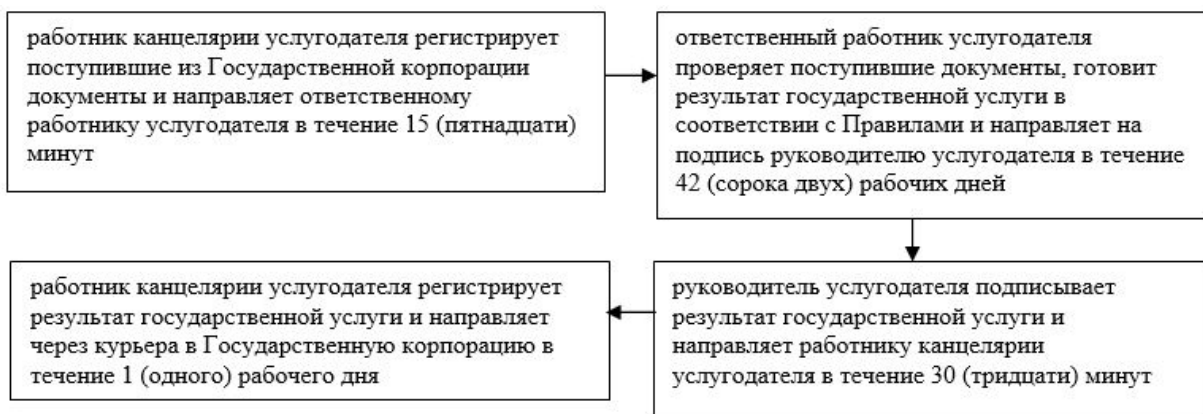 работник канцелярии услугодателя регистрирует
поступившие из Государственной корпорации
документы и направляет ответственному
работнику услугодателя в течение 15 (пятнадцати)
минут
ответственный работник услугодателя
проверяет поступившие документы, готовит
результат государственной услуги в
соответствии с Правилами и направляет на
подпись руководителю услугодателя в течение
42 (сорока двух) рабочих дней
руководитель услугодателя подписывает
результат государственной услуги и
направляет работнику канцелярии
услугодателя в течение 30 (тридцати) минут
работник канцелярии услугодателя регистрирует
результат государственной услуги и направляет
через курьера в Государственную корпорацию в
течение 1 (одного) рабочего дня